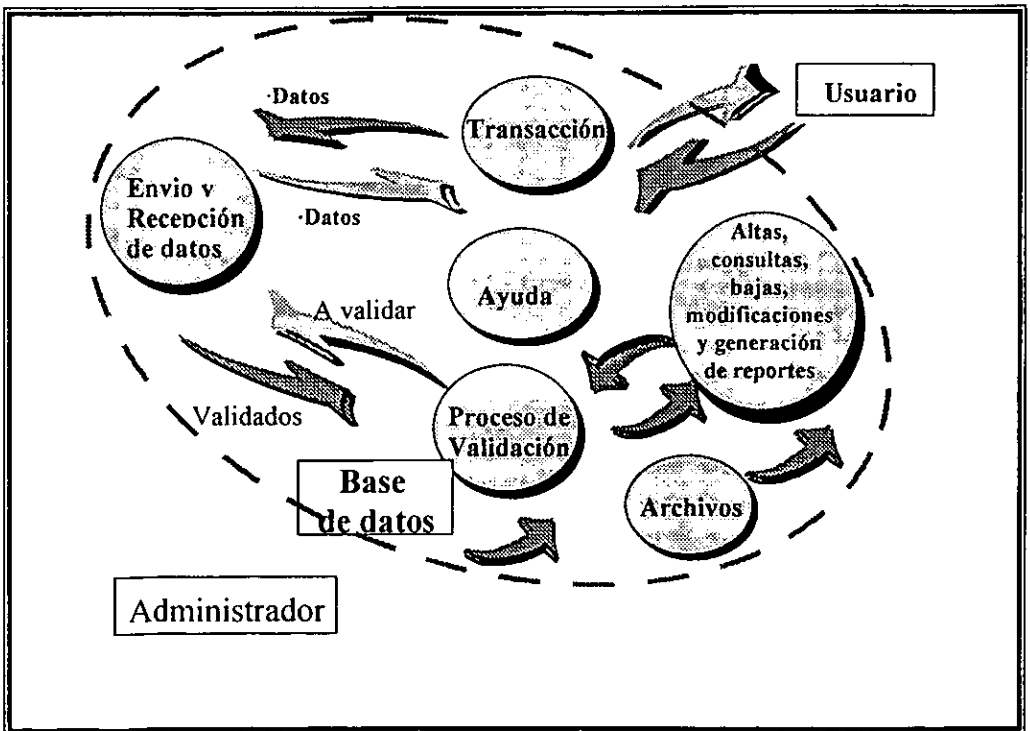 ·Datos
Transacción
Usuario
Envio y
Recepción
de datos
·Datos
Altas,
consultas,
bajas,
modificaciones
y generación
de reportes
Ayuda
A validar
Validados
Proceso de
Validación
Base
de datos
Archivos
Administrador